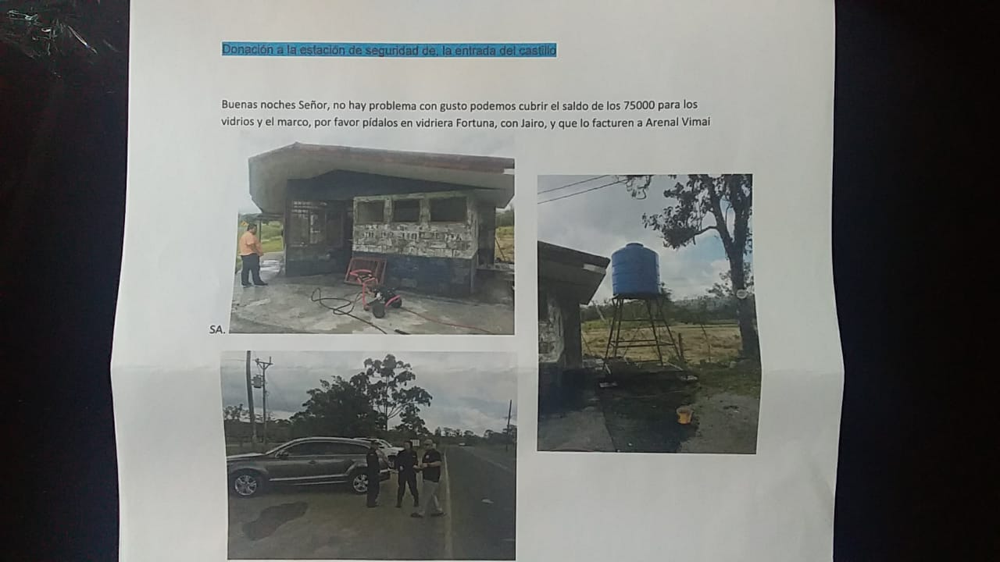 Donación a la estación de seguridad de, la entrada del castillo
Buenas noches Señor, no hay problema con gusto podemos cubrir el saldo de los 75000 para los
vidrios y el marco, por favor pídalos en vidriera Fortuna, con Jairo, y que lo facturen a Arenal Vimai
SA.